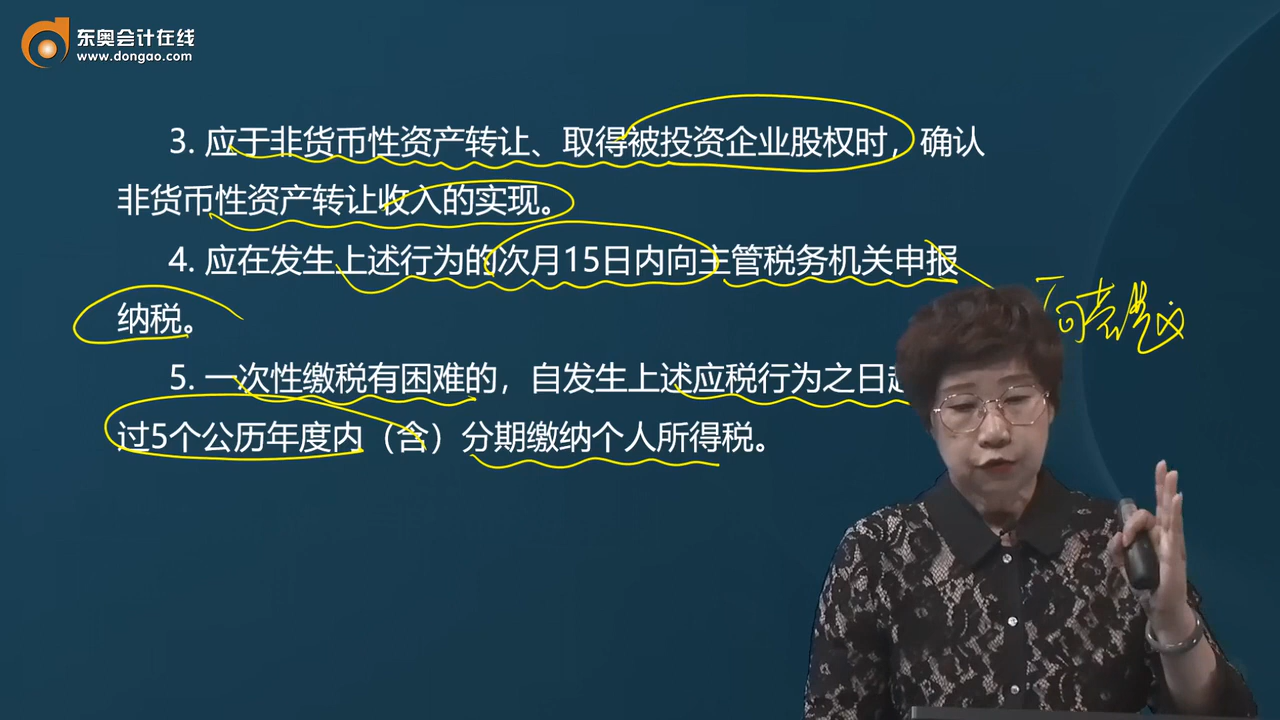 东奥会计在线
www.dongao.com
3. 应于非货币性资产转让、取得被投资企业股权时，确认
非货币性资产转让收入的实现。
4. 应在发生上述行为的次月15日内向主管税务机关申报
纳税。
5. 一次性缴税有困难的，自发生上述应税行为之日起
过5个公历年度内（含）分期缴纳个人所得税。